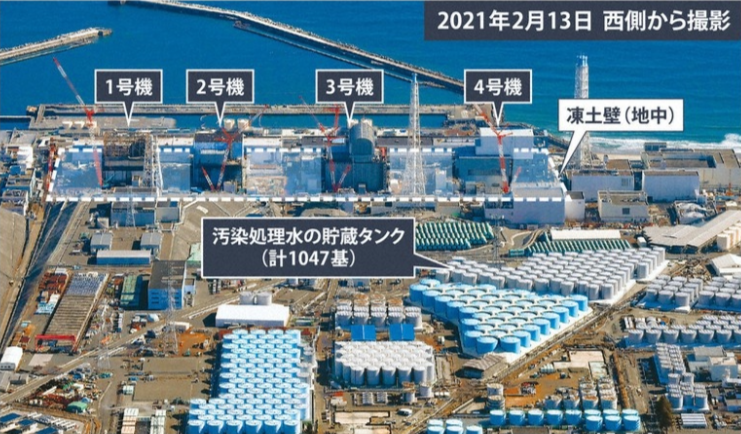 2021年2月13日 西側から撮影
1号機
2号機
3号機
4号機
凍土壁(地中)
汚染処理水の貯蔵タンク
(計1047基)